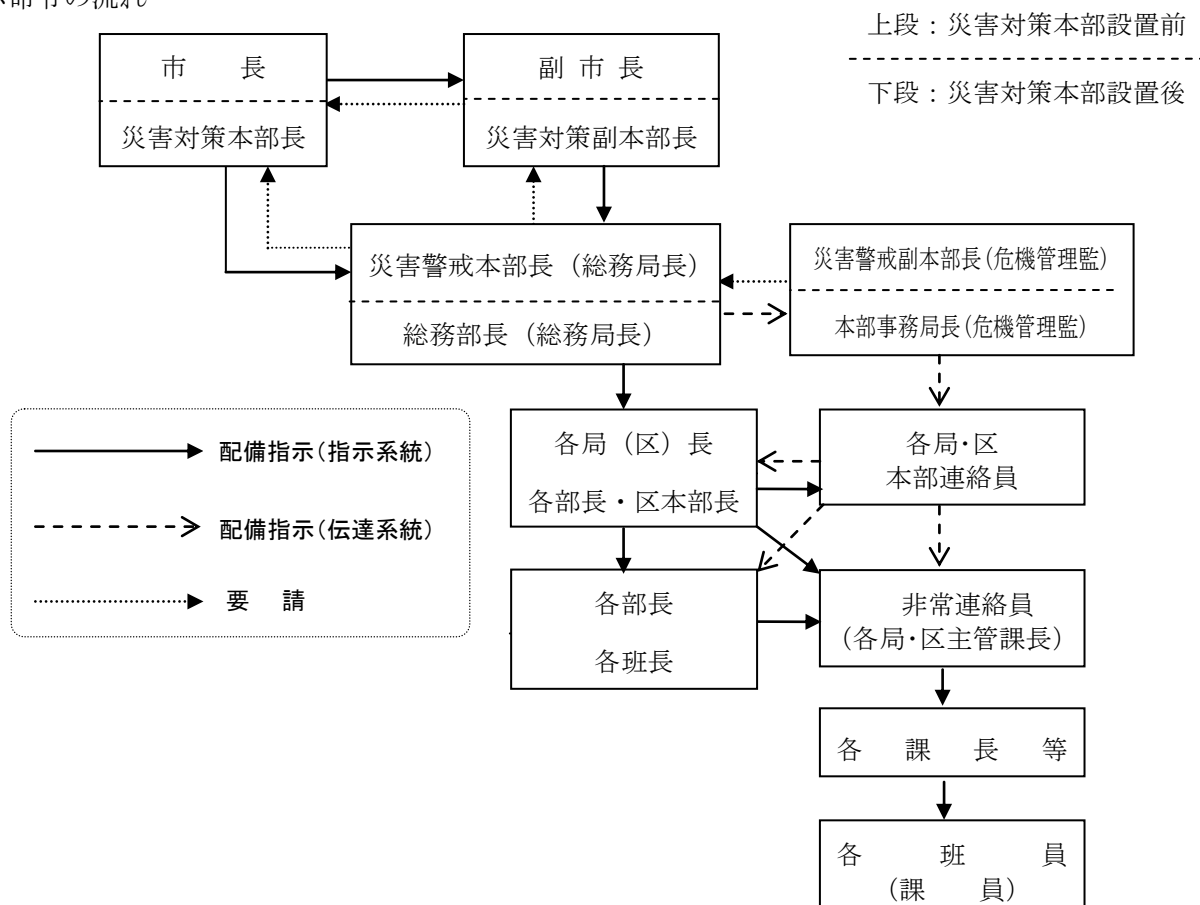 命令の流れ
上段：災害対策本部設置前
下段：災害対策本部設置後
市　　長
災害対策本部長
副 市 長
災害対策副本部長
災害警戒本部長（総務局長）
総務部長（総務局長）
災害警戒副本部長(危機管理監)
本部事務局長(危機管理監)
配備指示(指示系統)
配備指示(伝達系統)
要　請
各局（区）長
各部長・区本部長
各局・区
本部連絡員
各部長
各班長
非常連絡員
(各局・区主管課長)
各　課　長　等
各　　班　　員
(課　　員)